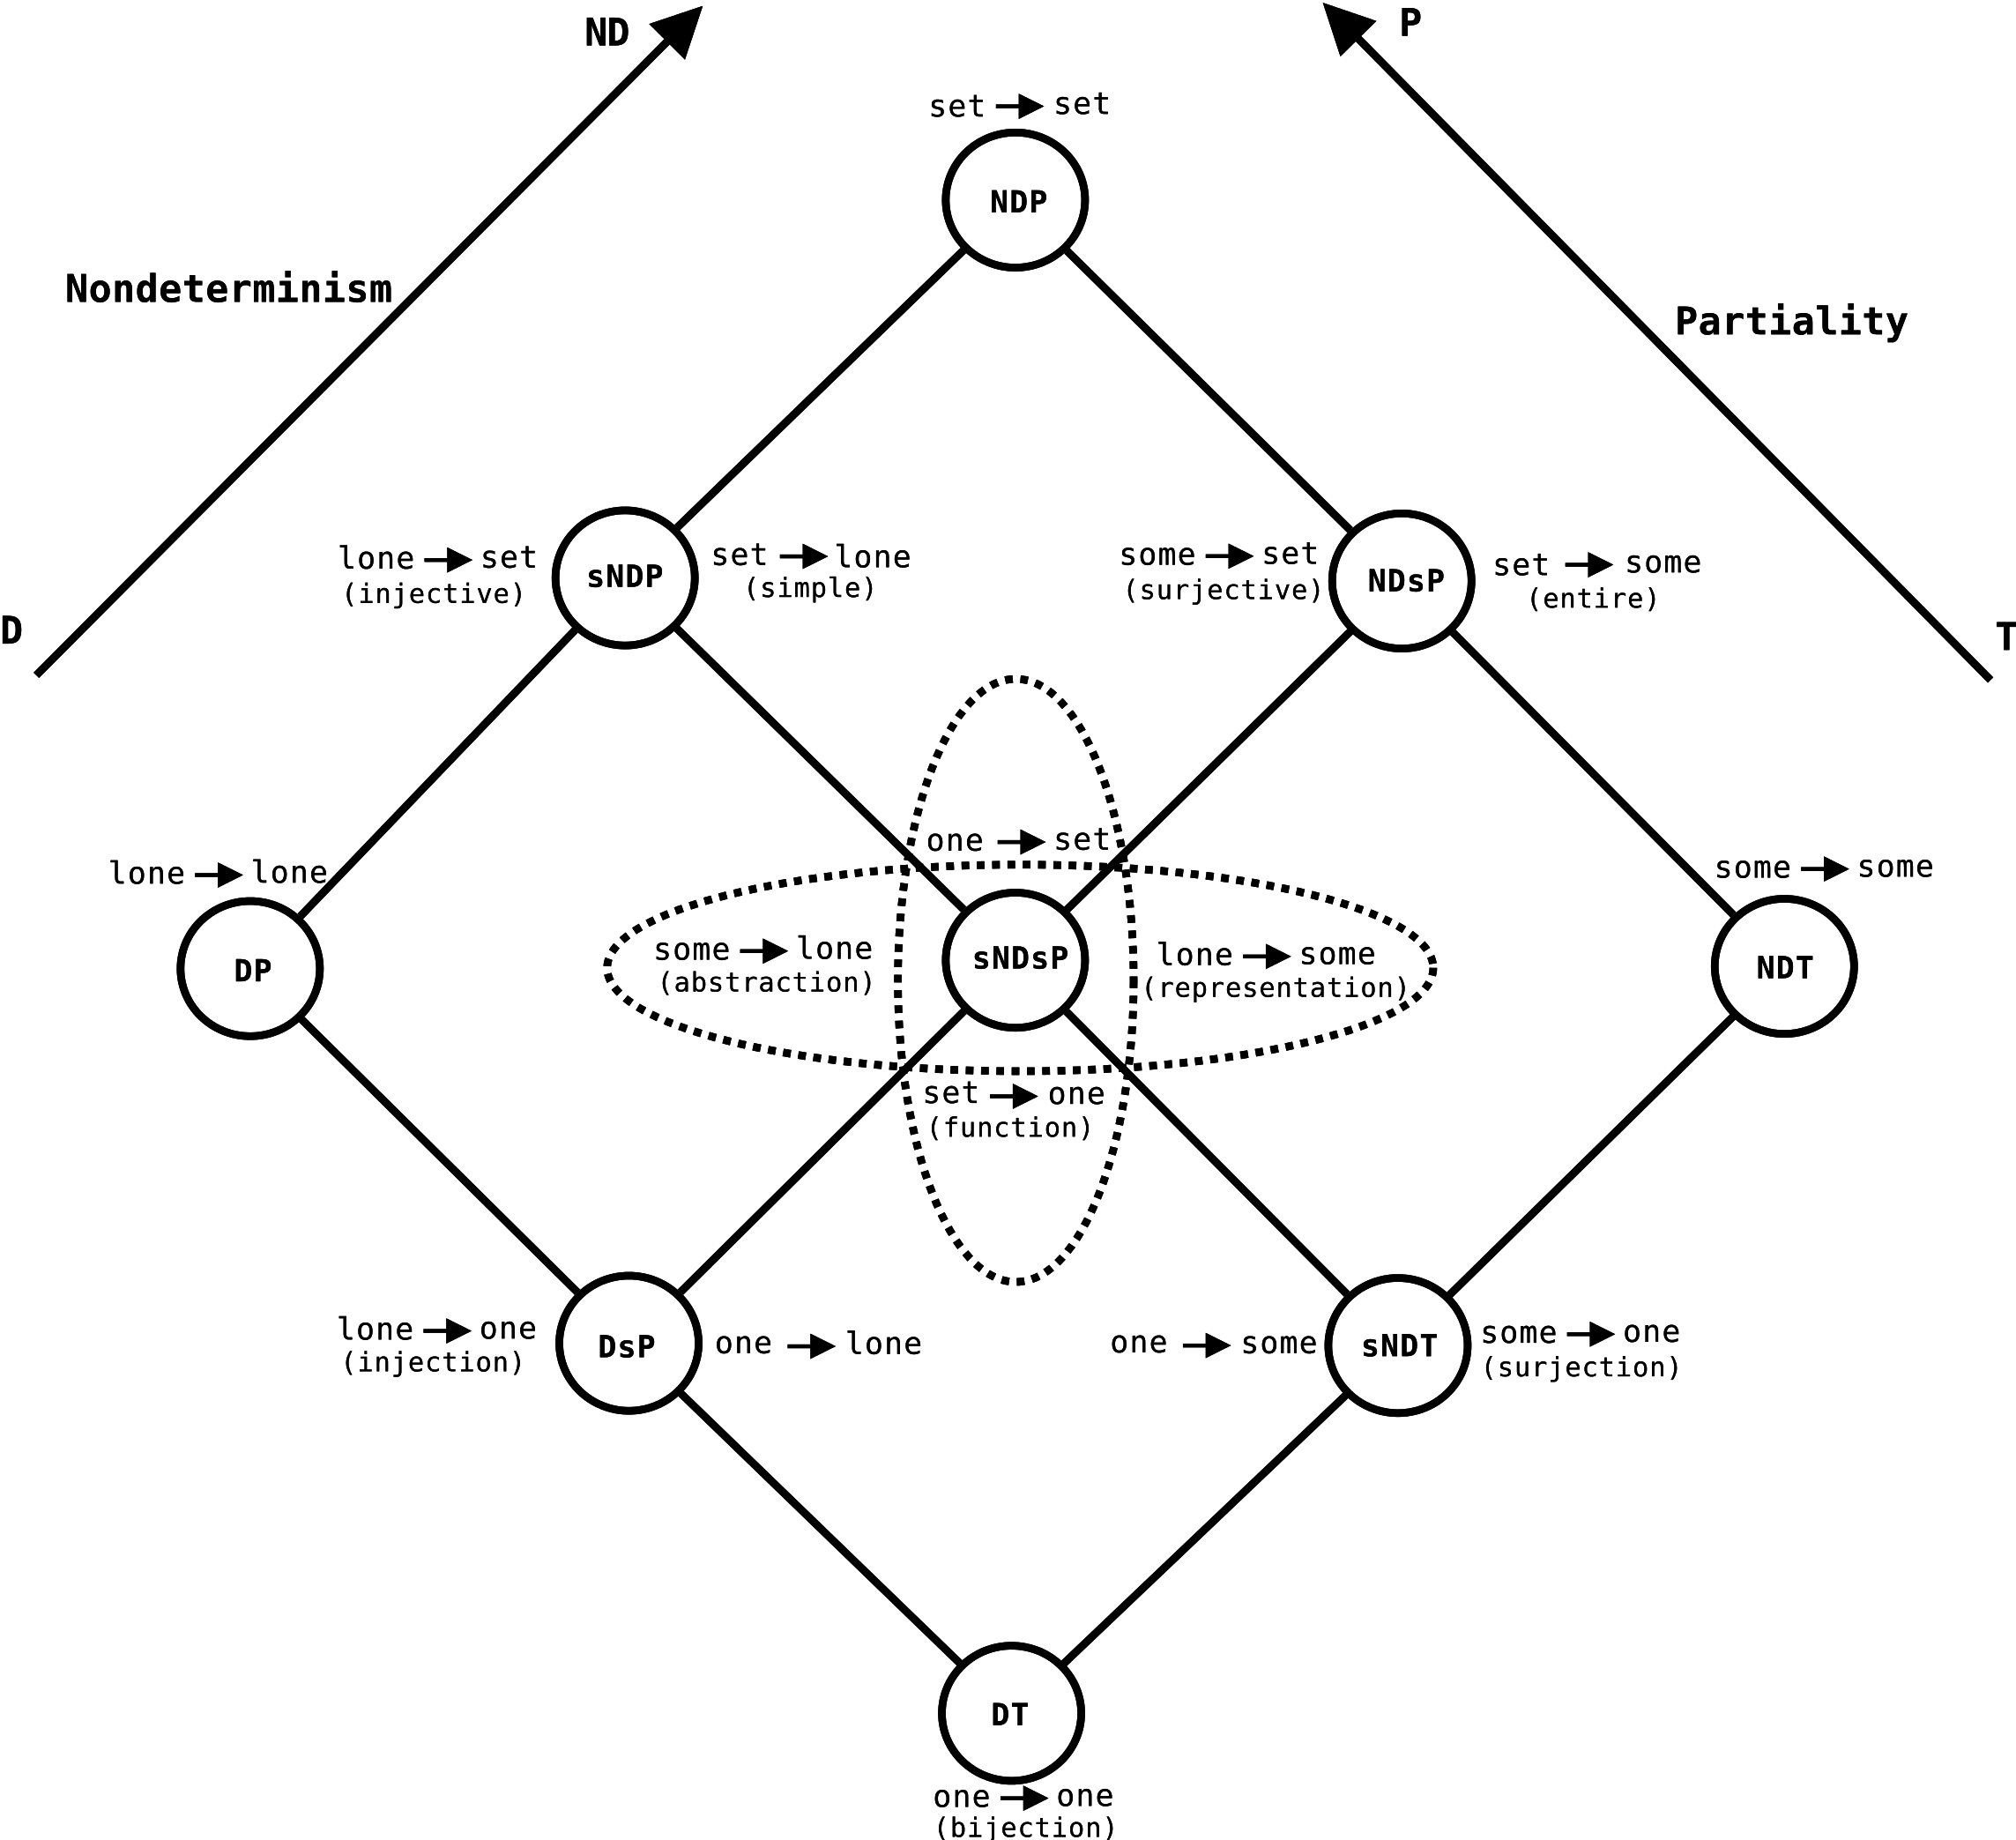 ND
P
set → set
NDP
Nondeterminism
Partiality
lone → set
(injective)
sNDP
set → lone
(simple)
some → set
(surjective)
NDsP
set → some
(entire)
D
T
one → set
lone → lone
DP
some → lone
(abstraction)
sNDsP
lone → some
(representation)
some → some
NDT
set → one
(function)
lone → one
(injection)
DsP
one → lone
one → some
sNDT
some → one
(surjection)
DT
one → one
(bijection)